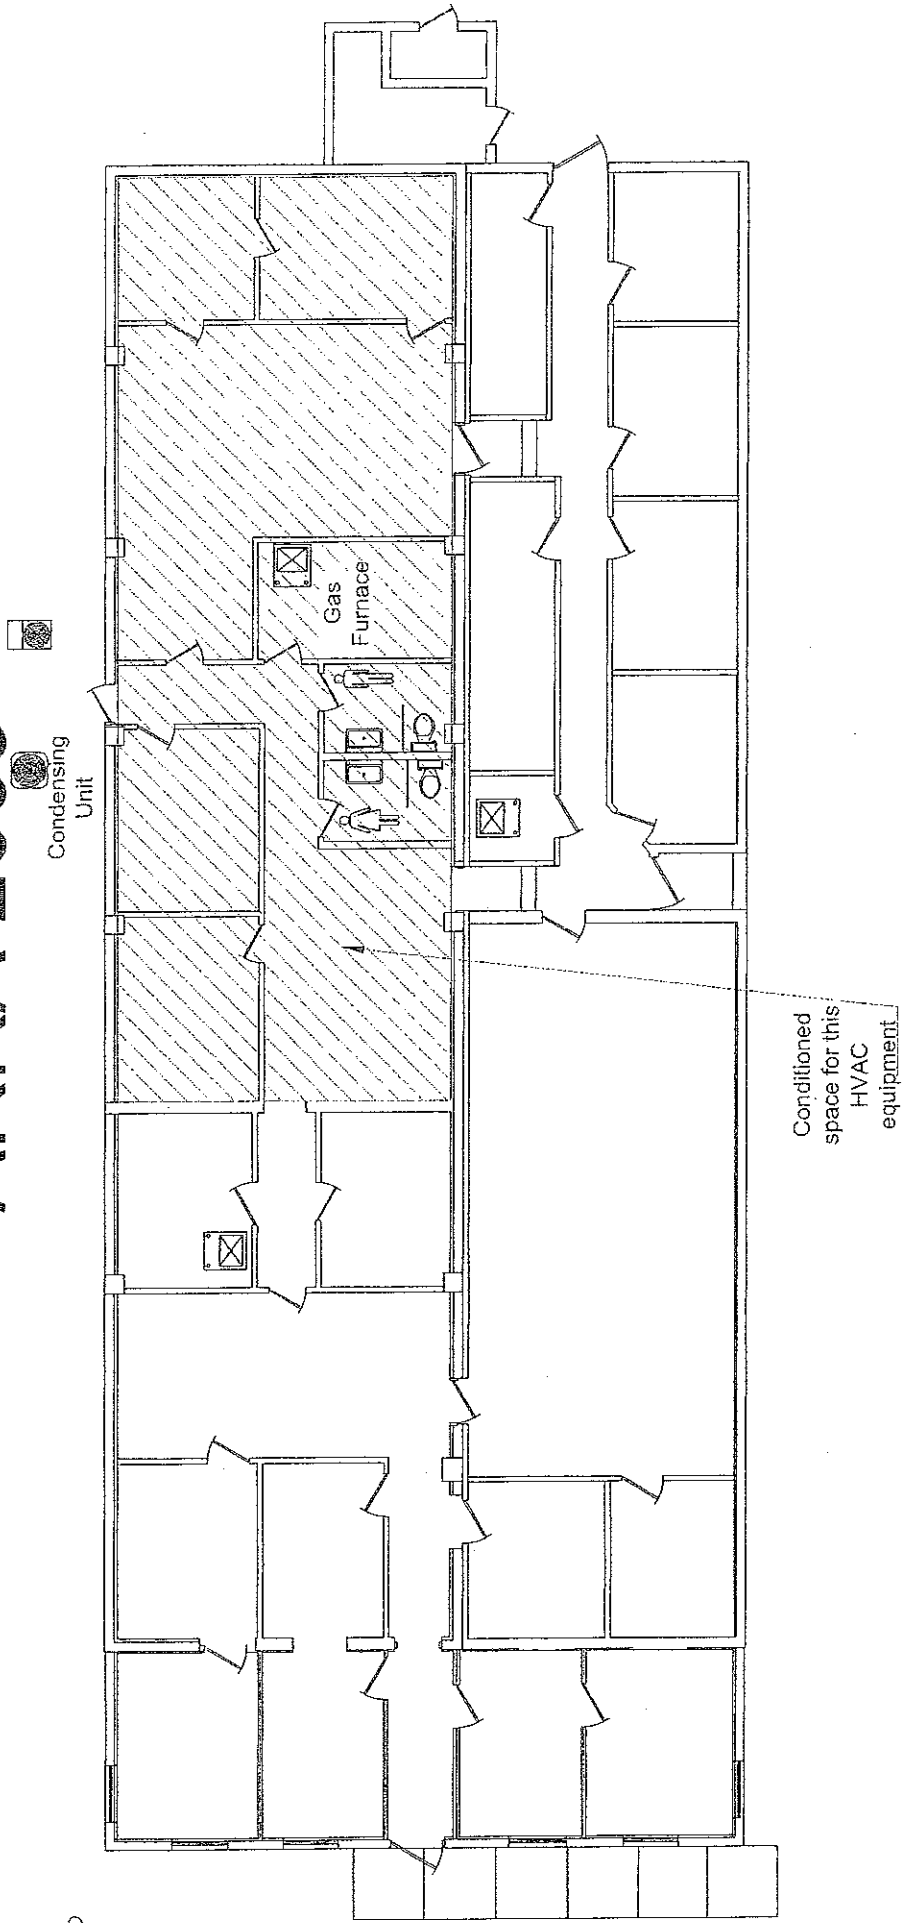 Condensing
Unit
Gas
Furnace
Conditioned
space for this
HVAC
equipment